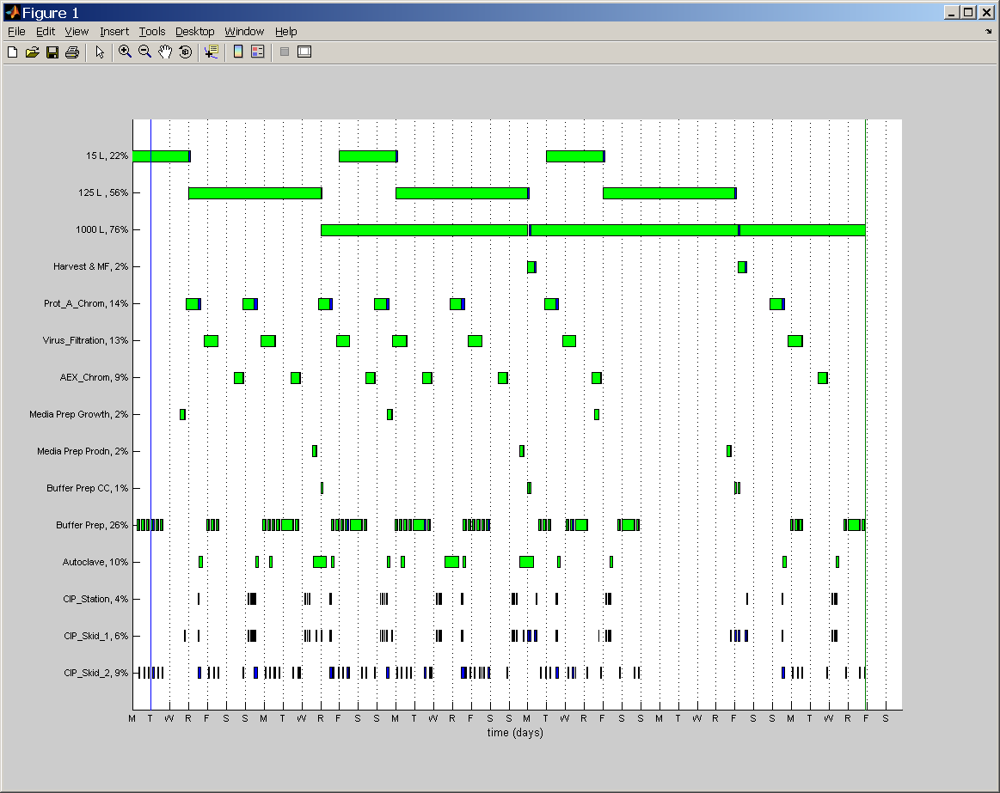 Figure 1
File Edit View Insert Tools Desktop Window Help
15 L, 22%
125 L , 56%
1000 L, 76%
Harvest & MF, 2%
Prot_A_Chrom, 14%
Virus_Filtration, 13%
AEX_Chrom, 9%
Media Prep Growth, 2%
Media Prep Prodn, 2%
Buffer Prep CC, 1%
Buffer Prep, 26%
Autoclave, 10%
CIP_Station, 4%
CIP_Skid_1, 6%
CIP_Skid_2, 9%
M T W R F S S M T W R F S S M T W R F S S M T W R F S S M T W R F S S M T W R F S
time (days)